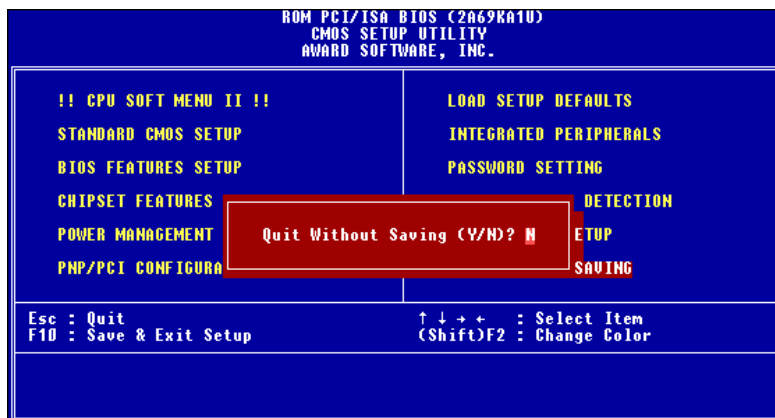 ROM PCI/ISA BIOS (2A69KA1U)
CMOS SETUP UTILITY
AWARD SOFTWARE, INC.
!! CPU SOFT MENU II !!
STANDARD CMOS SETUP
BIOS FEATURES SETUP
CHIPSET FEATURES
POWER MANAGEMENT
PNP/PCI CONFIGURA
LOAD SETUP DEFAULTS
INTEGRATED PERIPHERALS
PASSWORD SETTING
DETECTION
ETUP
SAVING
Quit Without Saving (Y/N)? N
Esc : Quit
F10 : Save & Exit Setup
↑ ↓ → ← : Select Item
(Shift)F2 : Change Color